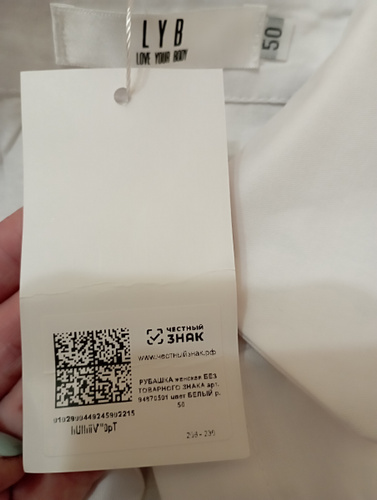 LYB
LOVE YOUR BODY
50
ЧЕСТНЫЙ
ЗНАК
www.честныйзнак.рф
РУБАШКА женская БЕЗ
ТОВАРНОГО ЗНАКА арт.
94670501 цвет БЕЛЫЙ р.
50